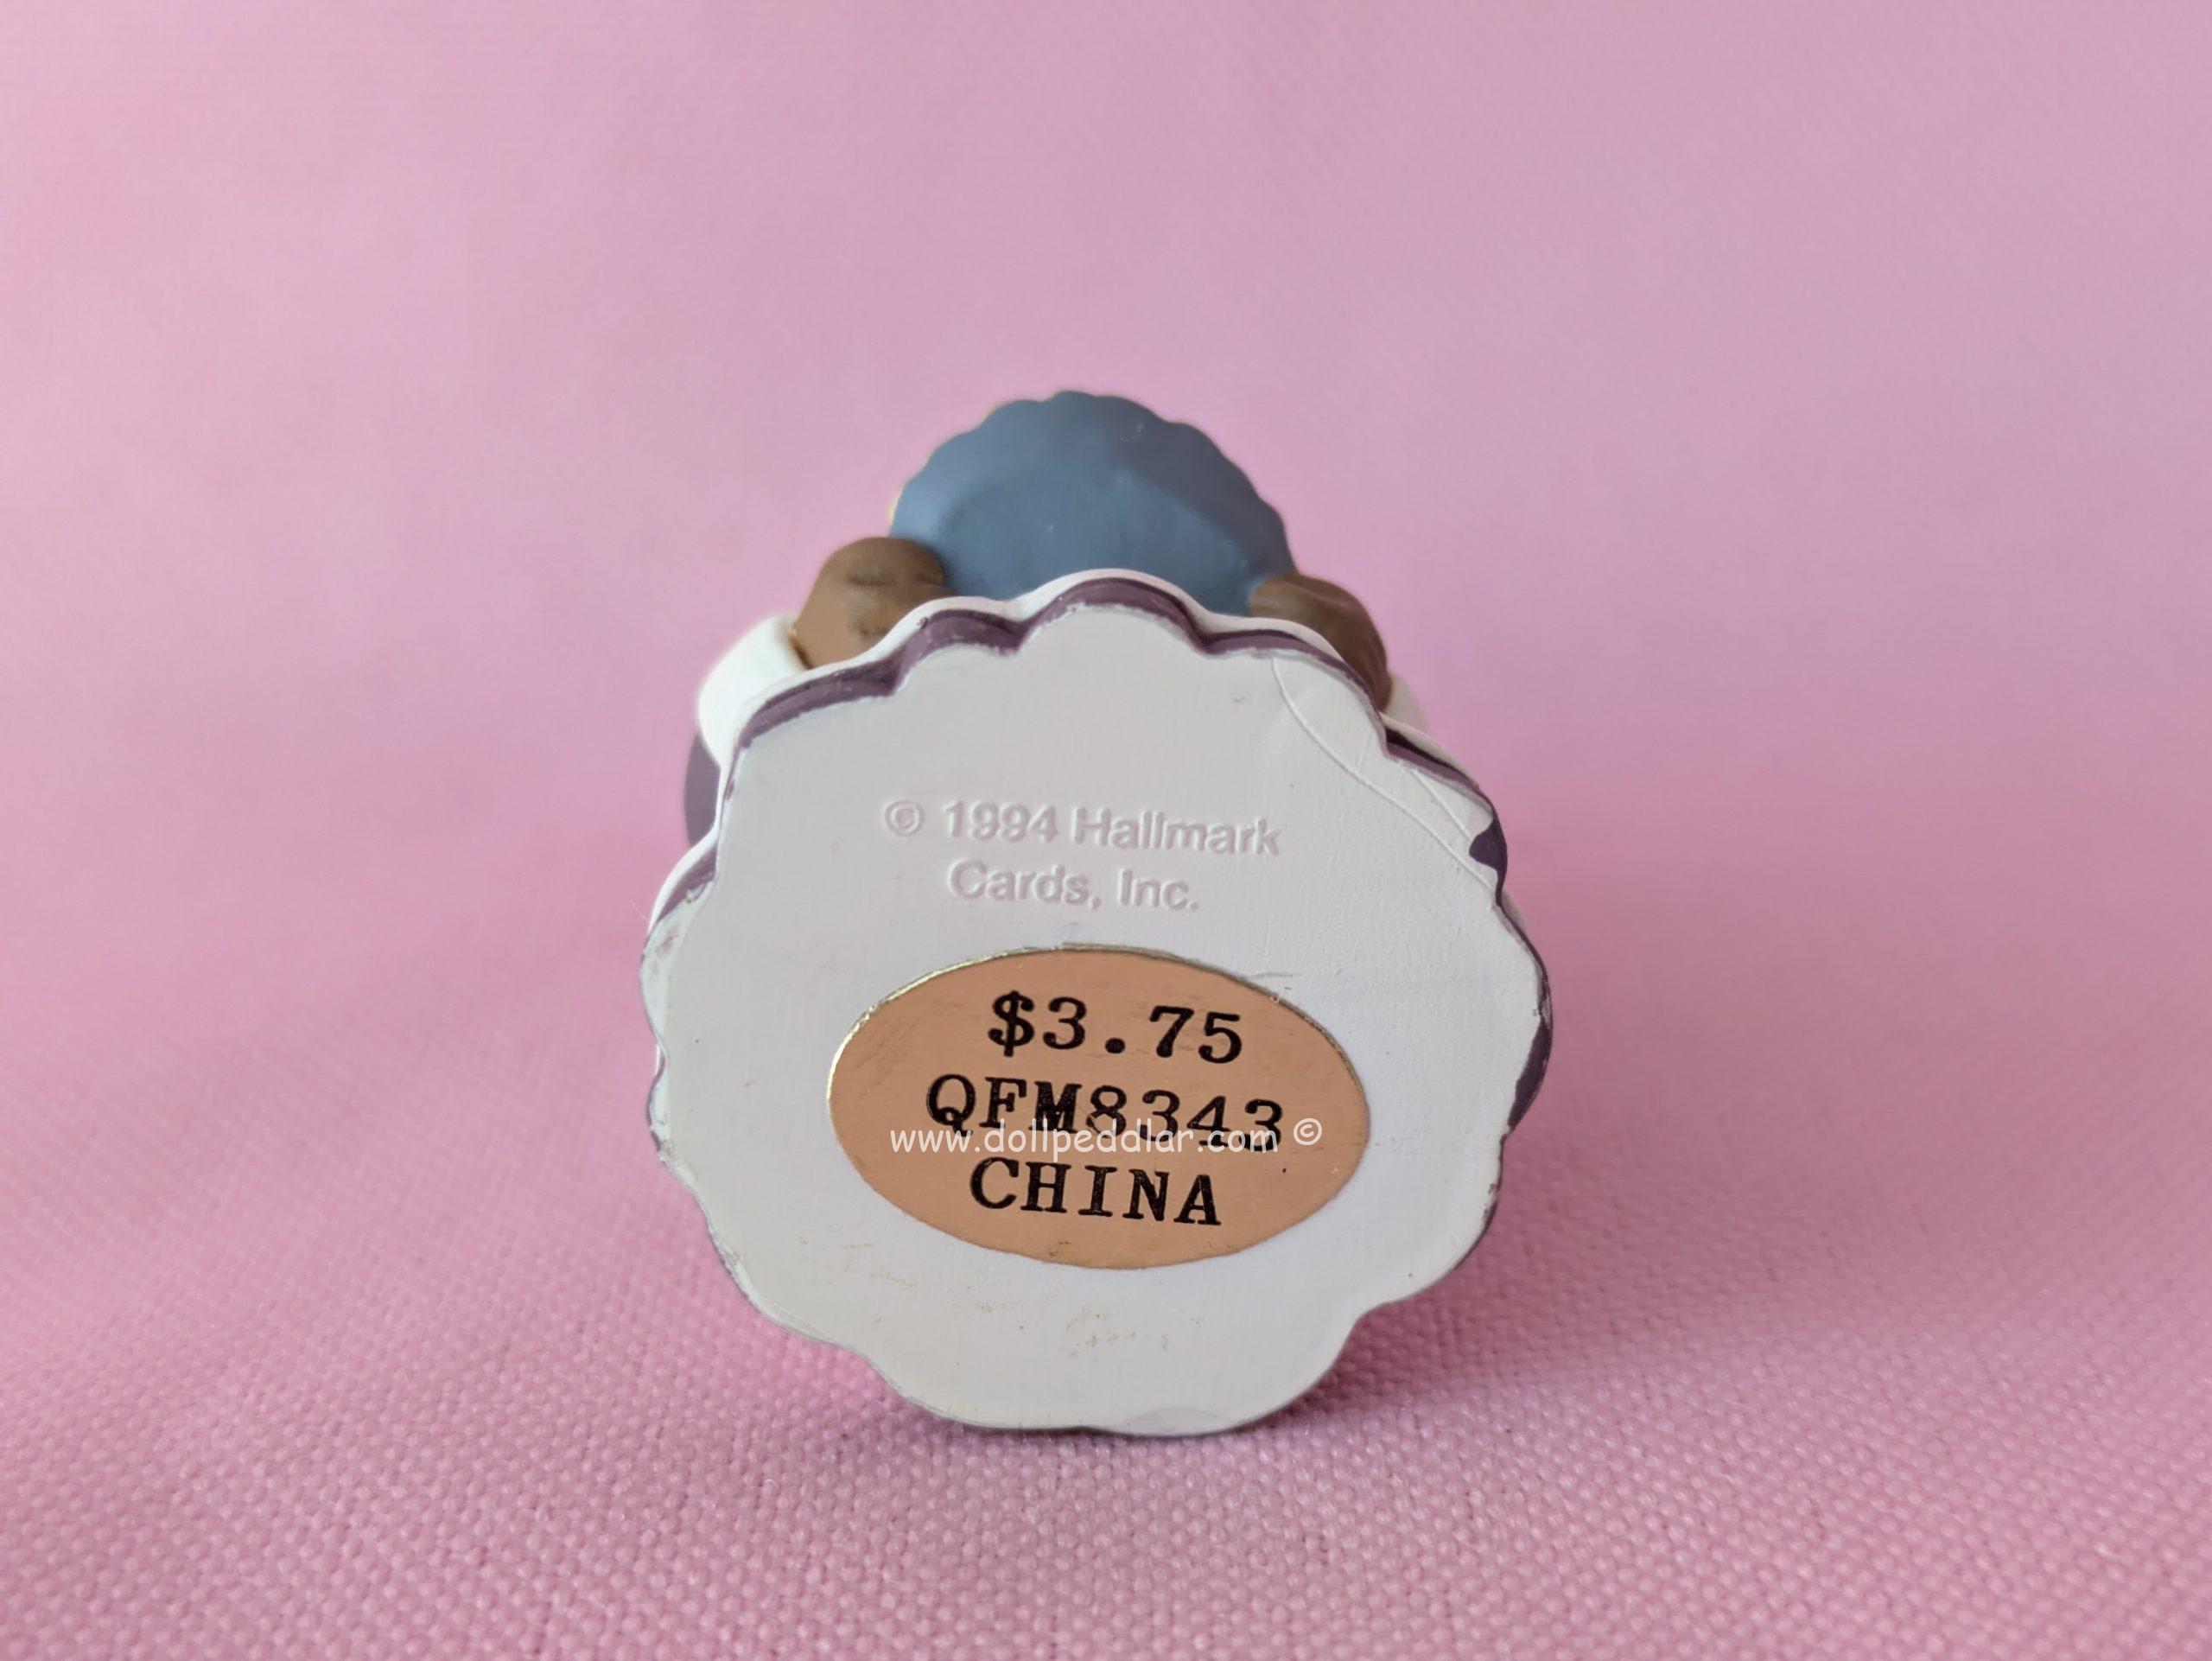 © 1994 Hallmark
Cards, Inc.
$3.75
QFM8343
www.dollpeddlar.com ©
CHINA